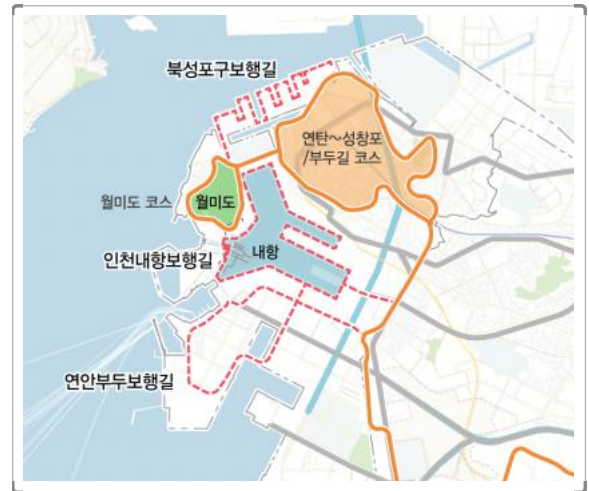 북성포구보행길
연탄~성창포
/부두길 코스
월미도 코스
월미도
인천내항보행길
내항
연안부두보행길